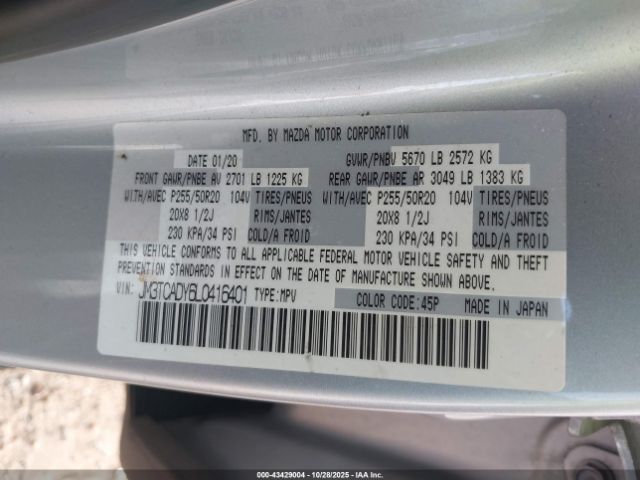 MFD. BY MAZDA MOTOR CORPORATION
DATE 01/20 GVWR/PNBV 5670 LB 2572 KG
FRONT GAWR/PNBE AV 2701 LB 1225 KG REAR GAWR/PNBE AR 3049 LB 1383 KG
WITH/AVEC P255/50R20 104V TIRES/PNEUS WITH/AVEC P255/50R20 104V TIRES/PNEUS
20X8 1/2J RIMS/JANTES 20X8 1/2J RIMS/JANTES
230 KPA/34 PSI COLD/A FROID 230 KPA/34 PSI COLD/A FROID
THIS VEHICLE CONFORMS TO ALL APPLICABLE FEDERAL MOTOR VEHICLE SAFETY AND THEFT
PREVENTION STANDARDS IN EFFECT ON THE DATE OF MANUFACTURE SHOWN ABOVE.
VIN: JM3TCADY6L0416401 TYPE:MPV COLOR CODE:45P MADE IN JAPAN
000-43429004 | 10/28/2025 | IAAI.COM